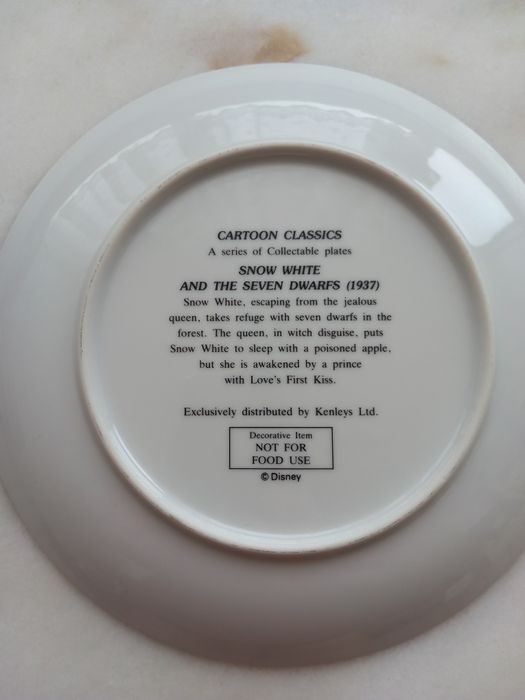 CARTOON CLASSICS
A series of Collectable plates
SNOW WHITE
AND THE SEVEN DWARFS (1937)
Snow White, escaping from the jealous
queen, takes refuge with seven dwarfs in the
forest. The queen, in witch disguise, puts
Snow White to sleep with a poisoned apple,
but she is awakened by a prince
with Love's First Kiss.
Exclusively distributed by Kenleys Ltd.
Decorative Item
NOT FOR
FOOD USE
© Disney